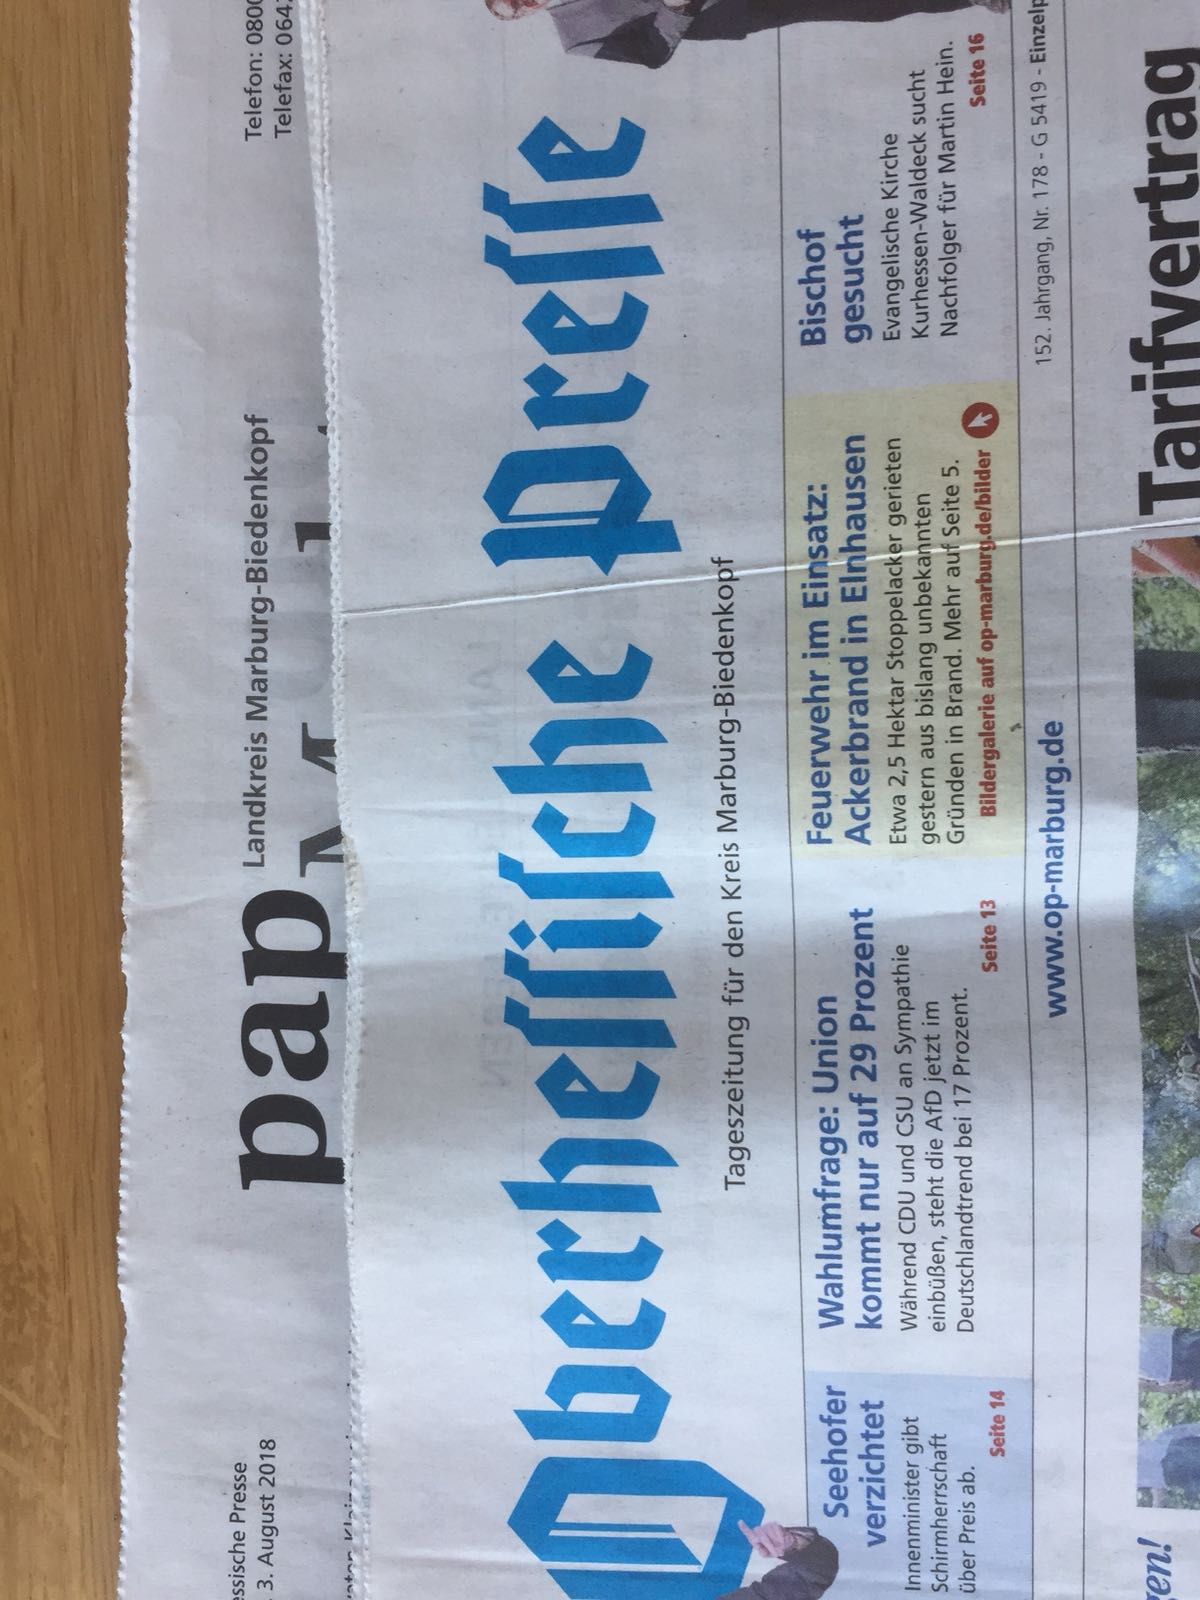 Telefon: 0800
Telefax: 0642
essische Presse
3. August 2018
pap
Landkreis Marburg-Biedenkopf
Oberheſſiſche Preſſe
Tageszeitung für den Kreis Marburg-Biedenkopf
Seehofer
verzichtet
Innenminister gibt
Schirmherrschaft
über Preis ab.
Seite 14
Wahlumfrage: Union
kommt nur auf 29 Prozent
Während CDU und CSU an Sympathie
einbüßen, steht die AfD jetzt im
Deutschlandtrend bei 17 Prozent.
Seite 13
Feuerwehr im Einsatz:
Ackerbrand in Elnhausen
Etwa 2,5 Hektar Stoppelacker gerieten
gestern aus bislang unbekannten
Gründen in Brand. Mehr auf Seite 5.
Bildergalerie auf op-marburg.de/bilder
Bischof
gesucht
Evangelische Kirche
Kurhessen-Waldeck sucht
Nachfolger für Martin Hein.
Seite 16
www.op-marburg.de
152. Jahrgang, Nr. 178 - G 5419 - Einzelp
gen!
Tarifvertrag